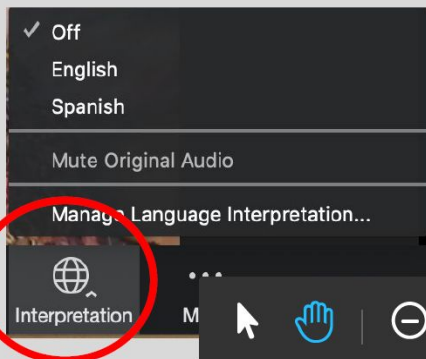 Off
English
Spanish
Mute Original Audio
Manage Language Interpretation...
Interpretation
M